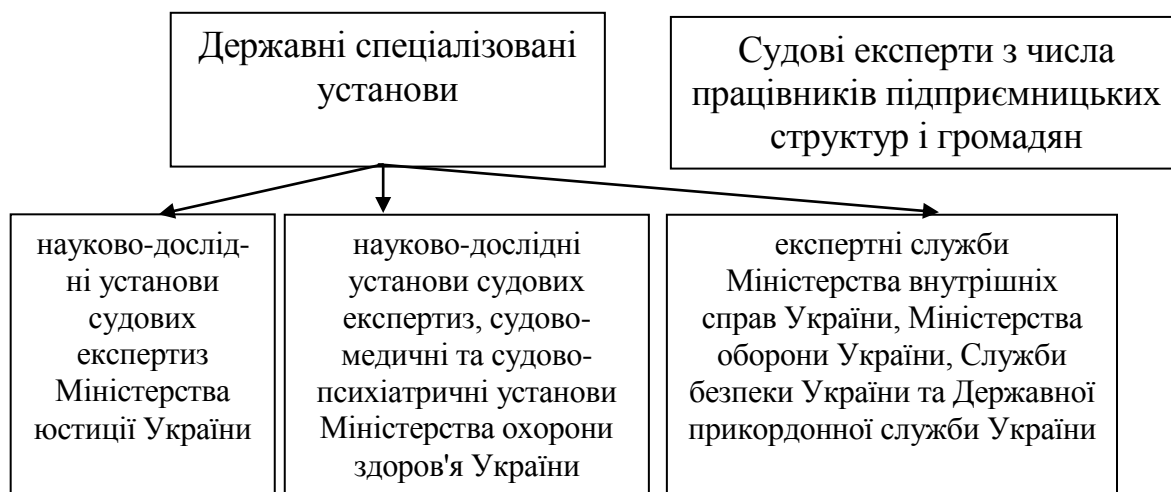 Державні спеціалізовані
установи
Судові експерти з числа
працівників підприємницьких
структур і громадян
науково-дослід-
ні установи
судових
експертиз
Міністерства
юстиції України
науково-дослідні
установи судових
експертиз, судово-
медичні та судово-
психіатричні установи
Міністерства охорони
здоров'я України
експертні служби
Міністерства внутрішніх
справ України, Міністерства
оборони України, Служби
безпеки України та Державної
прикордонної служби України